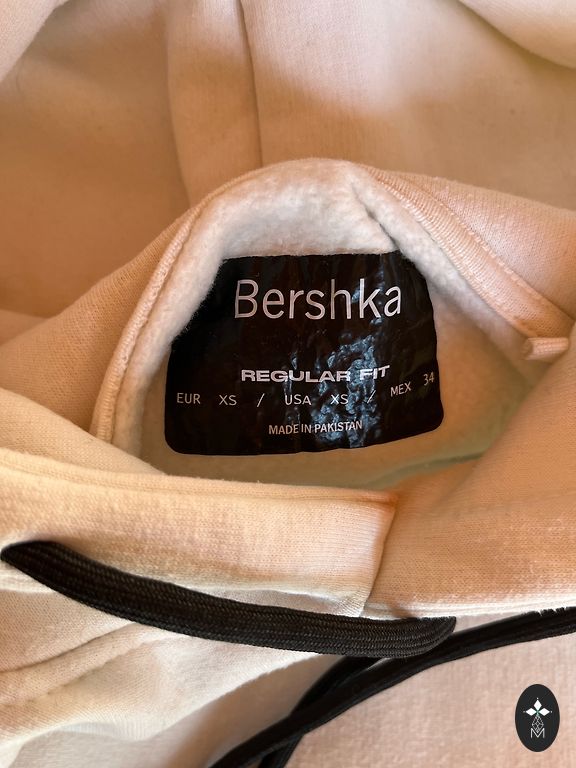 Bershka
REGULAR FIT
EUR XS / USA XS / MEX 34
MADE IN PAKISTAN
M